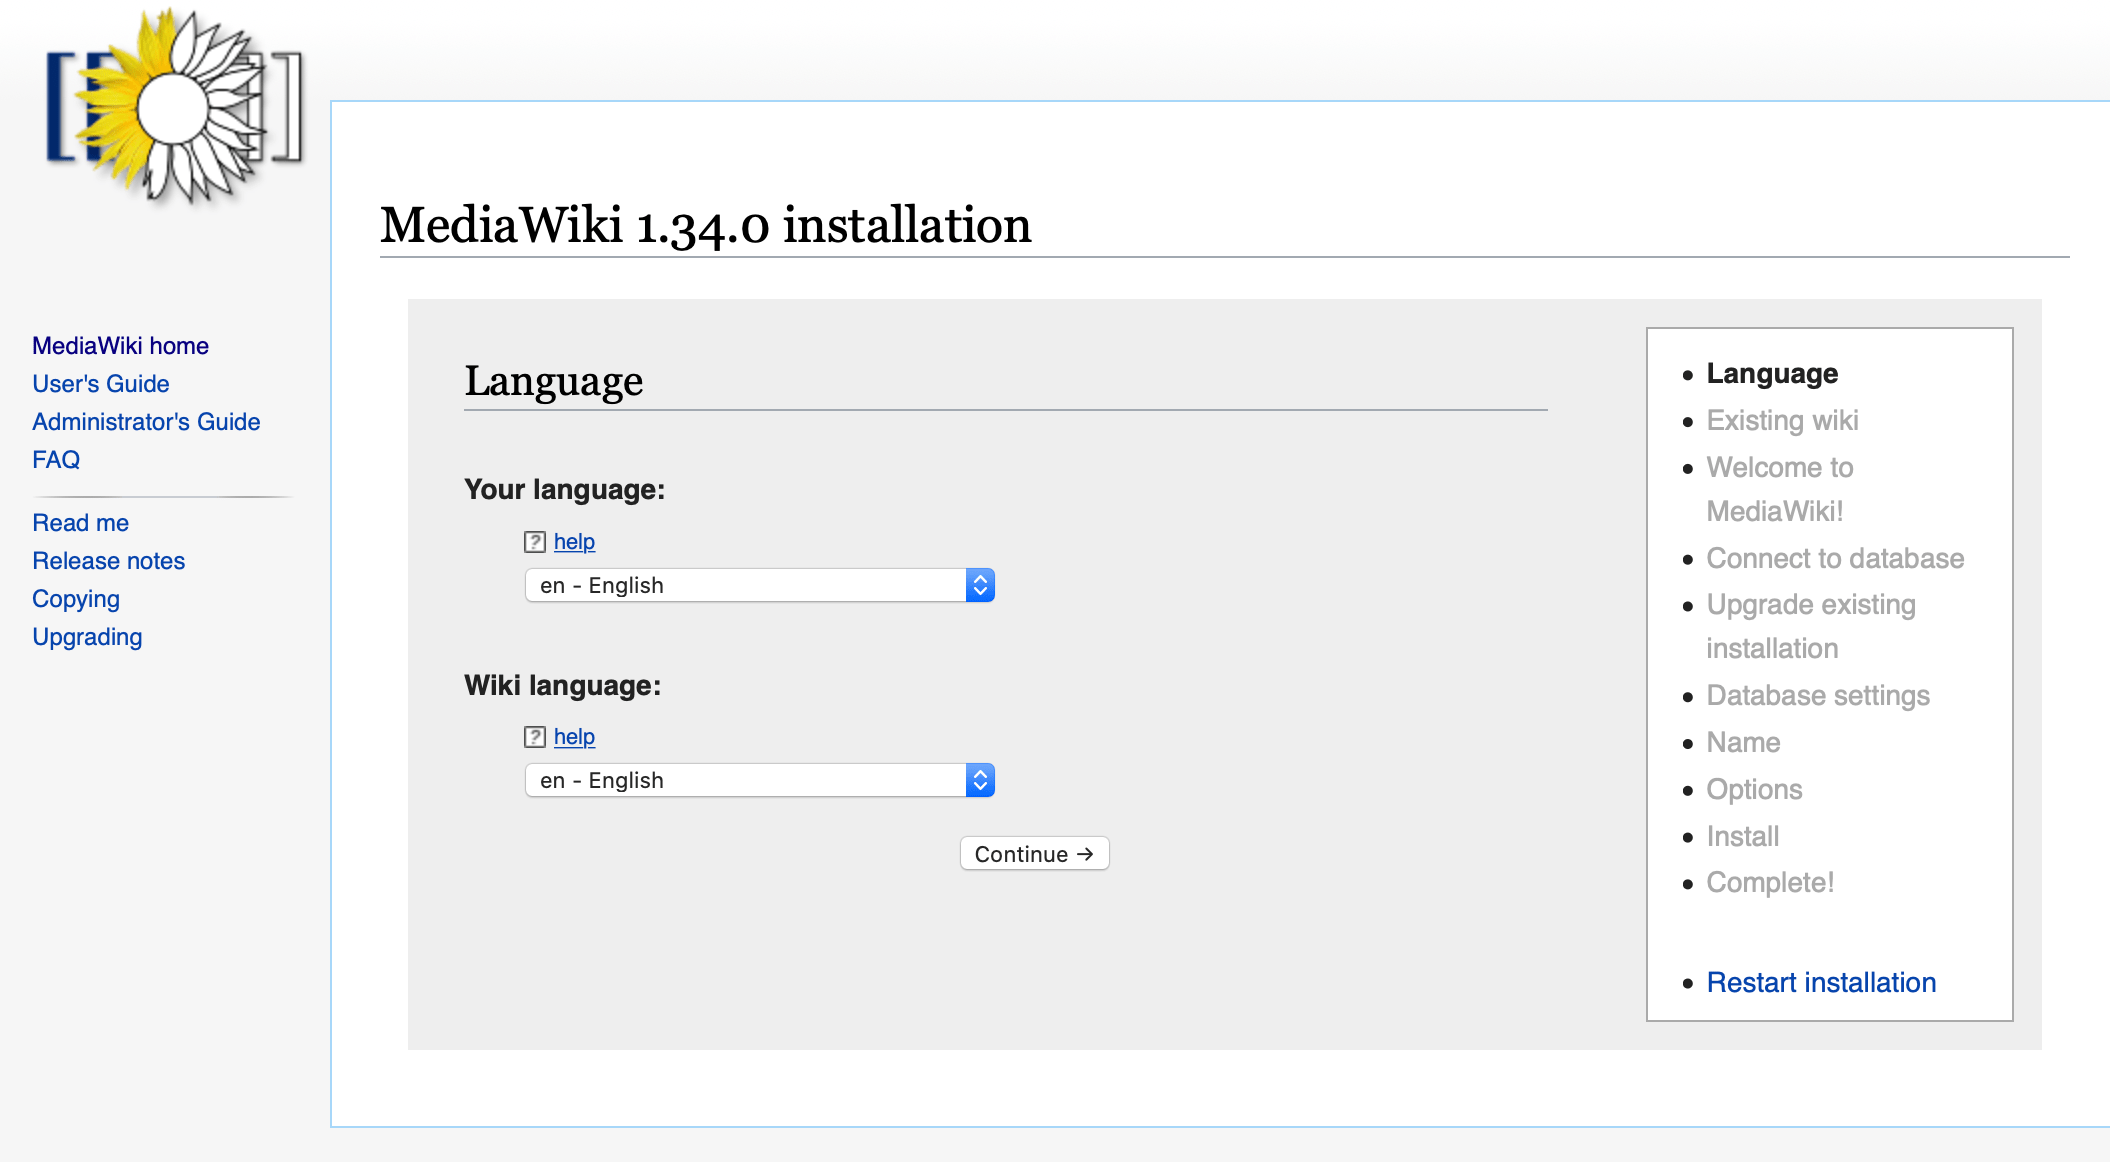 MediaWiki 1.34.0 installation
MediaWiki home
User's Guide
Administrator's Guide
FAQ
Read me
Release notes
Copying
Upgrading
Language
Your language:
? help
en - English
Wiki language:
? help
en - English
Continue →
Language
Existing wiki
Welcome to
MediaWiki!
Connect to database
Upgrade existing
installation
Database settings
Name
Options
Install
Complete!
Restart installation